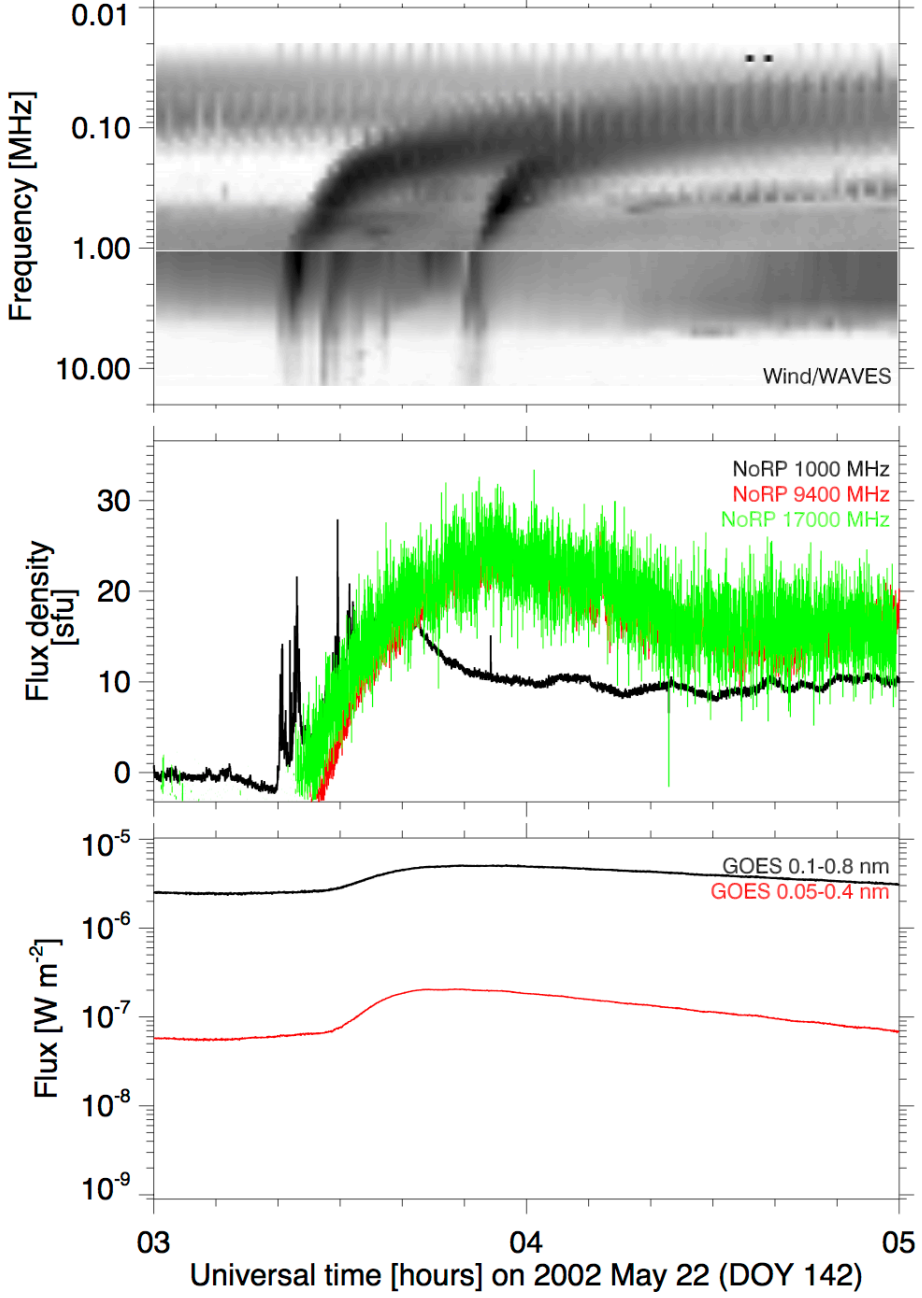 0.01
0.10
1.00
10.00
Frequency [MHz]
Wind/WAVES
30
20
10
0
Flux density
[sfu]
NoRP 1000 MHz
NoRP 9400 MHz
NoRP 17000 MHz
10⁻⁵
10⁻⁶
10⁻⁷
10⁻⁸
10⁻⁹
Flux [W m⁻²]
GOES 0.1-0.8 nm
GOES 0.05-0.4 nm
03 04 05
Universal time [hours] on 2002 May 22 (DOY 142)